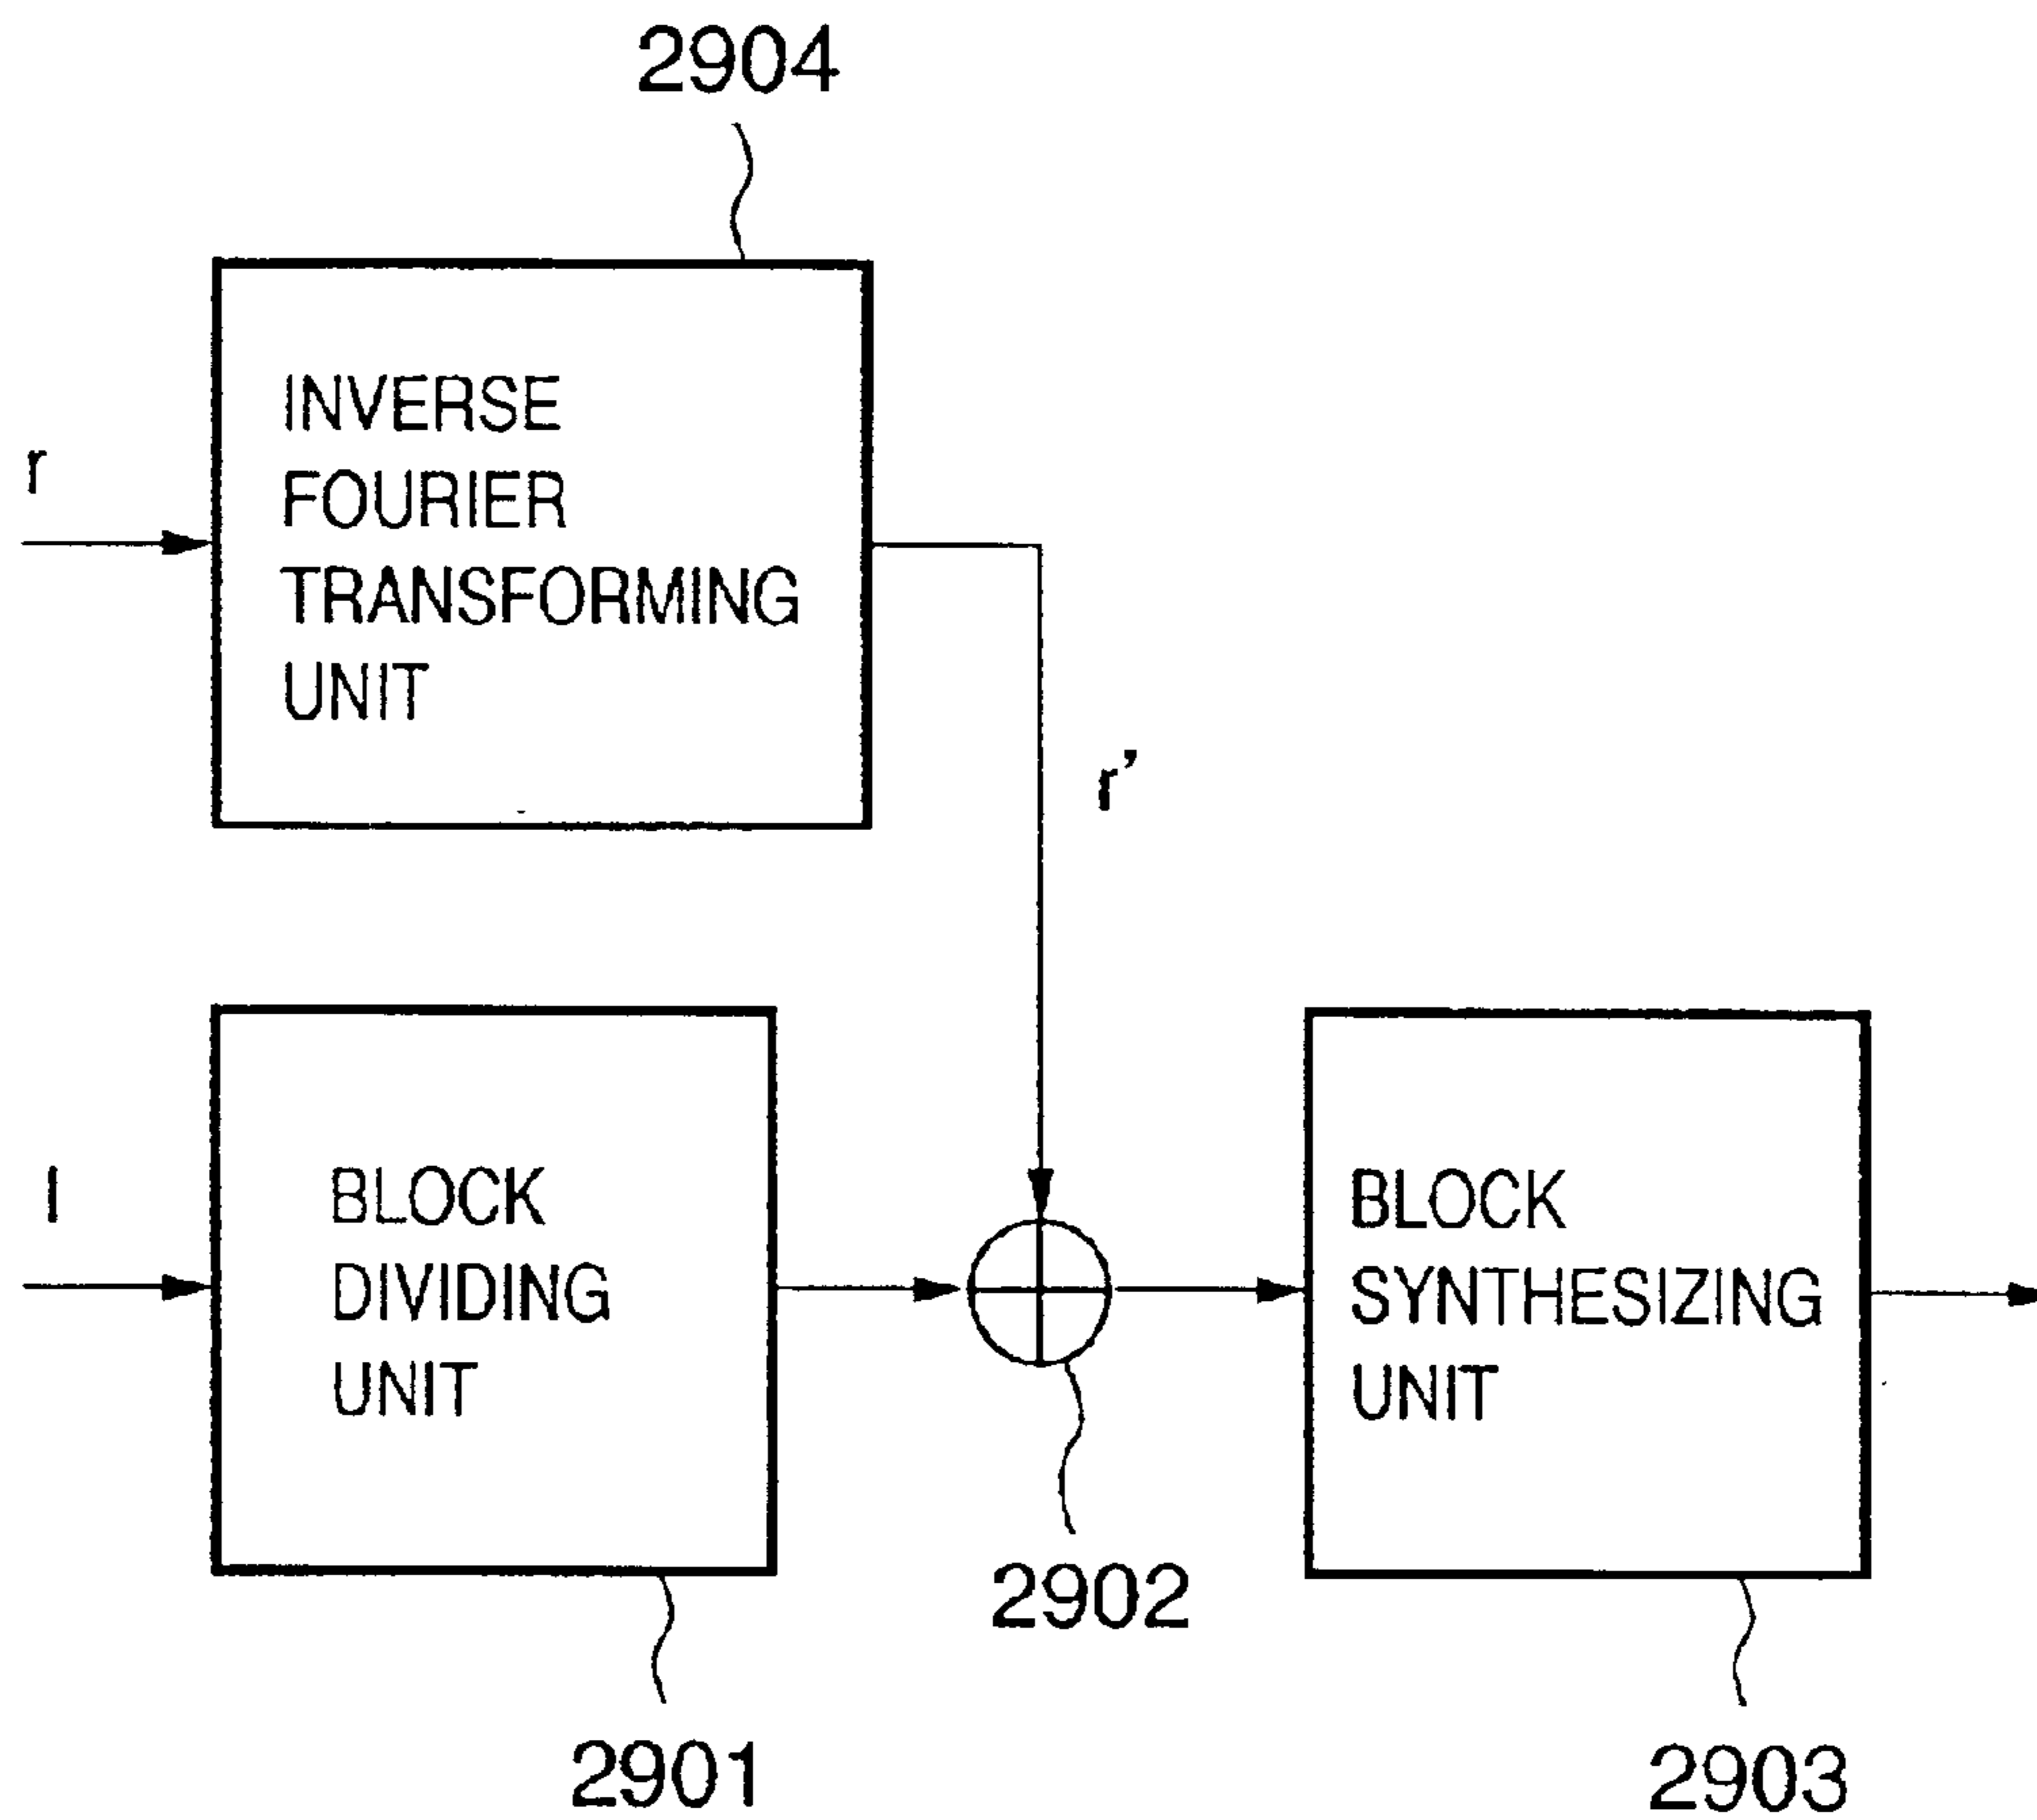 2904
r
INVERSE
FOURIER
TRANSFORMING
UNIT
r'
I
BLOCK
DIVIDING
UNIT
BLOCK
SYNTHESIZING
UNIT
2902
2901
2903